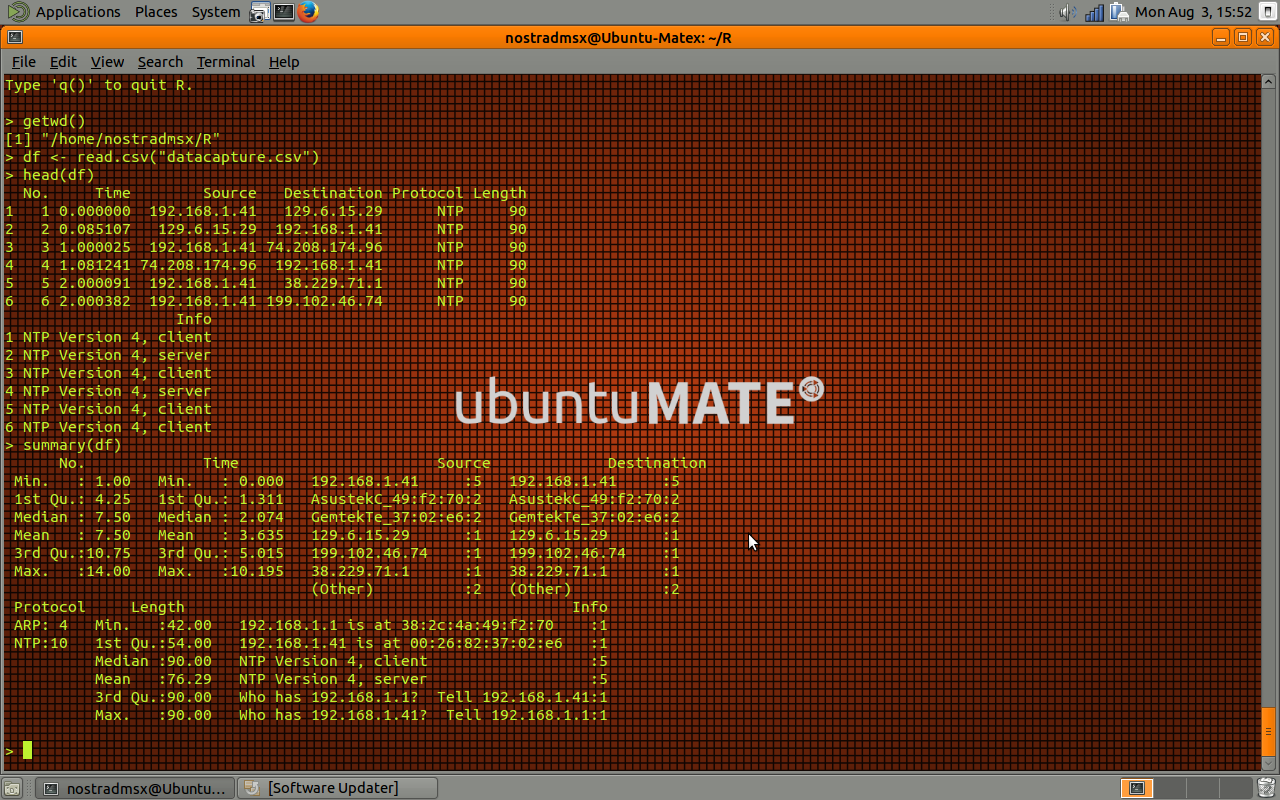 Applications Places System Mon Aug 3, 15:52
nostradmsx@Ubuntu-Matex: ~/R
File Edit View Search Terminal Help
Type 'q()' to quit R.
> getwd()
[1] "/home/nostradmsx/R"
> df <- read.csv("datacapture.csv")
> head(df)
  No.     Time        Source   Destination Protocol Length
1   1 0.000000  192.168.1.41   129.6.15.29      NTP     90
2   2 0.085107   129.6.15.29  192.168.1.41      NTP     90
3   3 1.000025  192.168.1.41 74.208.174.96      NTP     90
4   4 1.081241 74.208.174.96  192.168.1.41      NTP     90
5   5 2.000091  192.168.1.41   38.229.71.1      NTP     90
6   6 2.000382  192.168.1.41 199.102.46.74      NTP     90
                   Info
1 NTP Version 4, client
2 NTP Version 4, server
3 NTP Version 4, client
4 NTP Version 4, server
5 NTP Version 4, client
6 NTP Version 4, client
ubuntu MATE
> summary(df)
      No.             Time                      Source             Destination
 Min.   : 1.00   Min.   : 0.000   192.168.1.41     :5   192.168.1.41     :5
 1st Qu.: 4.25   1st Qu.: 1.311   AsustekC_49:f2:70:2   AsustekC_49:f2:70:2
 Median : 7.50   Median : 2.074   GemtekTe_37:02:e6:2   GemtekTe_37:02:e6:2
 Mean   : 7.50   Mean   : 3.635   129.6.15.29      :1   129.6.15.29      :1
 3rd Qu.:10.75   3rd Qu.: 5.015   199.102.46.74    :1   199.102.46.74    :1
 Max.   :14.00   Max.   :10.195   38.229.71.1      :1   38.229.71.1      :1
                                  (Other)          :2   (Other)          :2
 Protocol     Length                                           Info
 ARP: 4   Min.   :42.00   192.168.1.1 is at 38:2c:4a:49:f2:70    :1
 NTP:10   1st Qu.:54.00   192.168.1.41 is at 00:26:82:37:02:e6   :1
          Median :90.00   NTP Version 4, client                  :5
          Mean   :76.29   NTP Version 4, server                  :5
          3rd Qu.:90.00   Who has 192.168.1.1?  Tell 192.168.1.41:1
          Max.   :90.00   Who has 192.168.1.41?  Tell 192.168.1.1:1
>
nostradmsx@Ubuntu... [Software Updater]